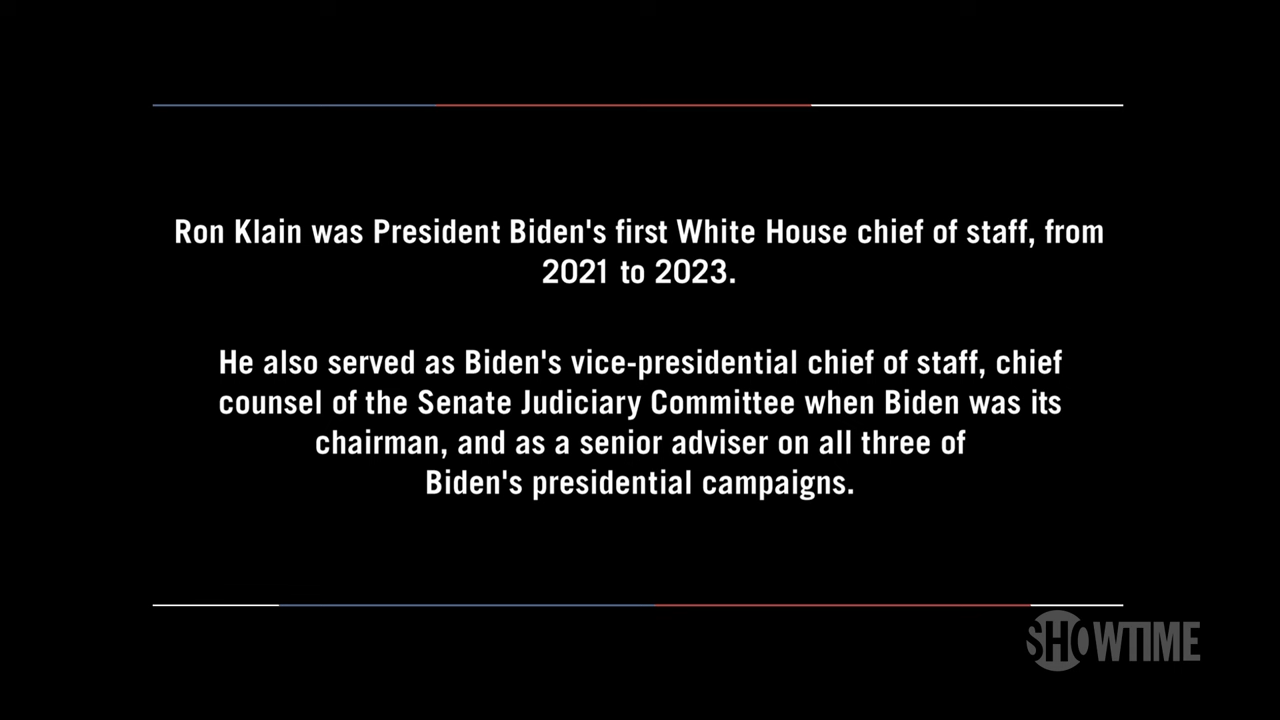 Ron Klain was President Biden's first White House chief of staff, from
2021 to 2023.
He also served as Biden's vice-presidential chief of staff, chief
counsel of the Senate Judiciary Committee when Biden was its
chairman, and as a senior adviser on all three of
Biden's presidential campaigns.
SHOWTIME